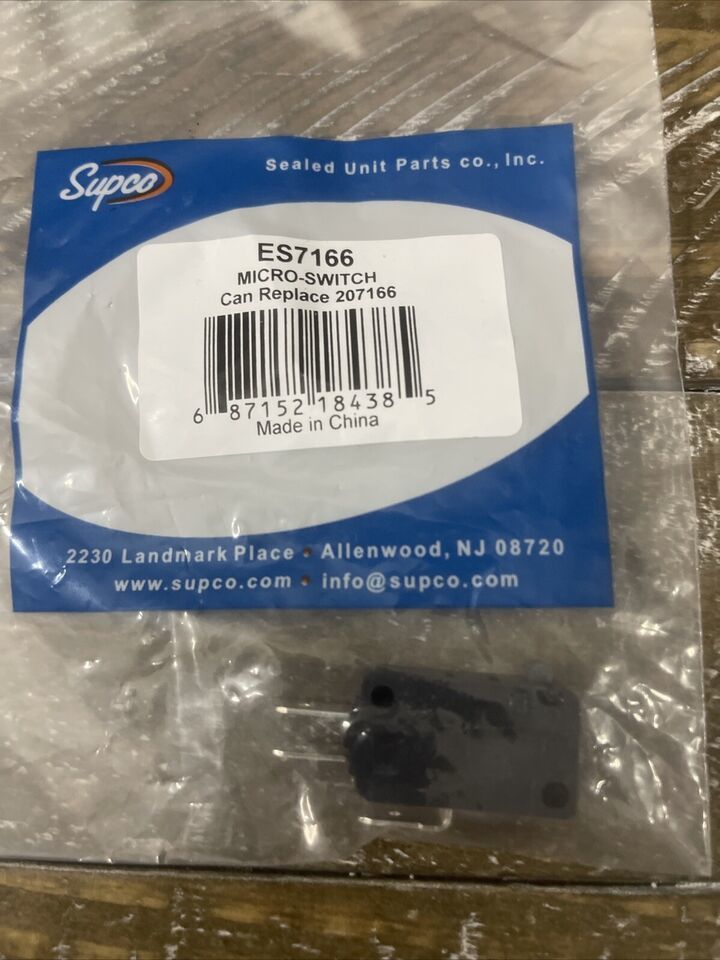 Supco
Sealed Unit Parts co., Inc.
ES7166
MICRO-SWITCH
Can Replace 207166
6 87152 18438 5
Made in China
2230 Landmark Place • Allenwood, NJ 08720
www.supco.com • info@supco.com